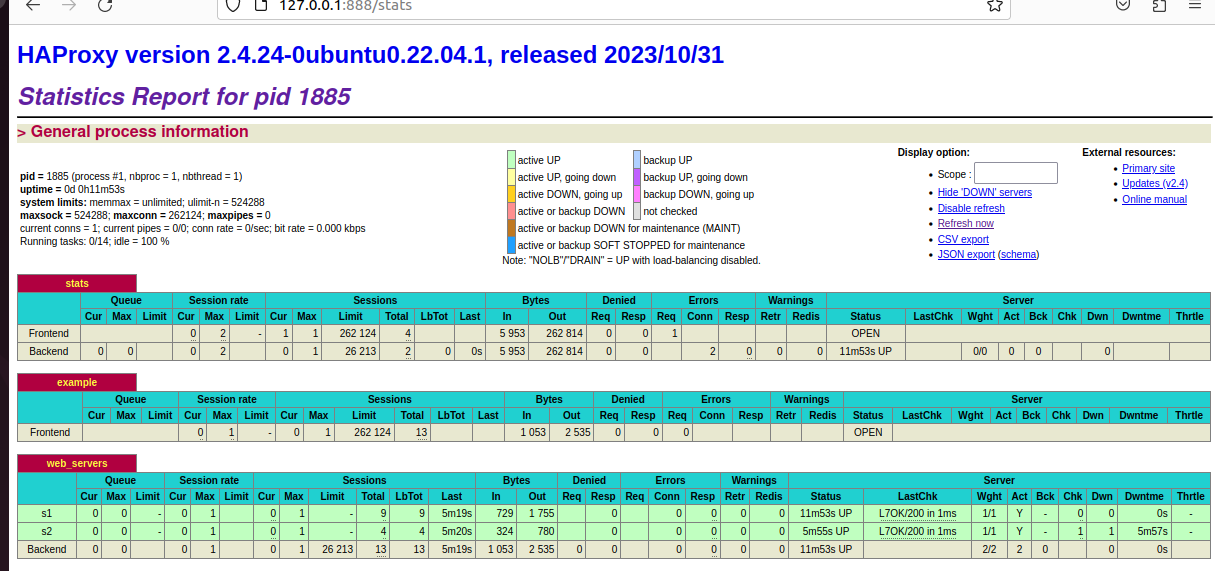 127.0.0.1:888/stats
HAProxy version 2.4.24-0ubuntu0.22.04.1, released 2023/10/31
Statistics Report for pid 1885
> General process information
pid = 1885 (process #1, nbproc = 1, nbthread = 1)
uptime = 0d 0h11m53s
system limits: memmax = unlimited; ulimit-n = 524288
maxsock = 524288; maxconn = 262124; maxpipes = 0
current conns = 1; current pipes = 0/0; conn rate = 0/sec; bit rate = 0.000 kbps
Running tasks: 0/14; idle = 100 %
active UP backup UP
active UP, going down backup UP, going down
active DOWN, going up backup DOWN, going up
active or backup DOWN not checked
active or backup DOWN for maintenance (MAINT)
active or backup SOFT STOPPED for maintenance
Note: "NOLB"/"DRAIN" = UP with load-balancing disabled.
Display option:
• Scope :
• Hide 'DOWN' servers
• Disable refresh
• Refresh now
• CSV export
• JSON export (schema)
External resources:
• Primary site
• Updates (v2.4)
• Online manual
stats
Queue Session rate Sessions Bytes Denied Errors Warnings Server
Cur Max Limit Cur Max Limit Cur Max Limit Total LbTot Last In Out Req Resp Req Conn Resp Retr Redis Status LastChk Wght Act Bck Chk Dwn Dwntme Thrtle
Frontend 0 2 - 1 1 262 124 4 5 953 262 814 0 0 1 OPEN
Backend 0 0 0 2 0 1 26 213 2 0 0s 5 953 262 814 0 0 2 0 0 0 11m53s UP 0/0 0 0 0
example
Queue Session rate Sessions Bytes Denied Errors Warnings Server
Cur Max Limit Cur Max Limit Cur Max Limit Total LbTot Last In Out Req Resp Req Conn Resp Retr Redis Status LastChk Wght Act Bck Chk Dwn Dwntme Thrtle
Frontend 0 1 - 0 1 262 124 13 1 053 2 535 0 0 0 OPEN
web_servers
Queue Session rate Sessions Bytes Denied Errors Warnings Server
Cur Max Limit Cur Max Limit Cur Max Limit Total LbTot Last In Out Req Resp Req Conn Resp Retr Redis Status LastChk Wght Act Bck Chk Dwn Dwntme Thrtle
s1 0 0 - 0 1 0 1 - 9 9 5m19s 729 1 755 0 0 0 0 0 11m53s UP L7OK/200 in 1ms 1/1 Y - 0 0 0s -
s2 0 0 - 0 1 0 1 - 4 4 5m20s 324 780 0 0 0 0 0 5m55s UP L7OK/200 in 1ms 1/1 Y - 1 1 5m57s -
Backend 0 0 0 1 0 1 26 213 13 13 5m19s 1 053 2 535 0 0 0 0 0 0 11m53s UP 2/2 2 0 0 0s